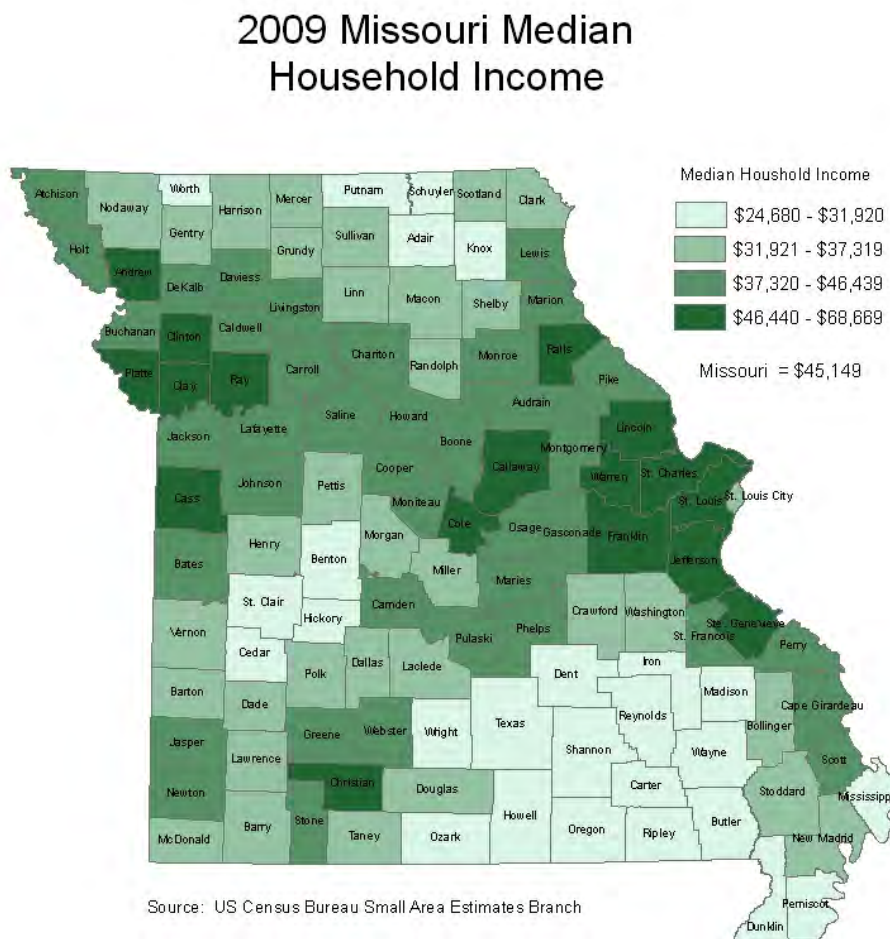 2009 Missouri Median
Household Income
Median Houshold Income
$24,680 - $31,920
$31,921 - $37,319
$37,320 - $46,439
$46,440 - $68,669
Missouri = $45,149
Atchison
Nodaway
Worth
Harrison
Mercer
Putnam
Schuyler
Scotland
Clark
Gentry
Sullivan
Adair
Knox
Holt
Andrew
Grundy
Lewis
DeKalb
Daviess
Linn
Macon
Shelby
Marion
Livingston
Buchanan
Clinton
Caldwell
Chariton
Randolph
Monroe
Ralls
Platte
Clay
Ray
Carroll
Pike
Audrain
Saline
Howard
Jackson
Lafayette
Boone
Montgomery
Lincoln
Callaway
Cooper
Warren
St. Charles
Johnson
Pettis
Cass
Moniteau
St. Louis
St. Louis City
Cole
Osage
Gasconade
Franklin
Morgan
Henry
Benton
Bates
Miller
Jefferson
Maries
St. Clair
Camden
Crawford
Washington
Hickory
Ste. Genevieve
Vernon
Pulaski
Phelps
St. Francois
Perry
Cedar
Polk
Dallas
Laclede
Dent
Iron
Barton
Madison
Dade
Cape Girardeau
Reynolds
Texas
Bollinger
Greene
Webster
Wright
Jasper
Shannon
Wayne
Lawrence
Scott
Christian
Douglas
Carter
Newton
Stoddard
Mississipp
Stone
Howell
Butler
McDonald
Barry
Taney
Ozark
Oregon
Ripley
New Madrid
Pemiscot
Dunklin
Source: US Census Bureau Small Area Estimates Branch